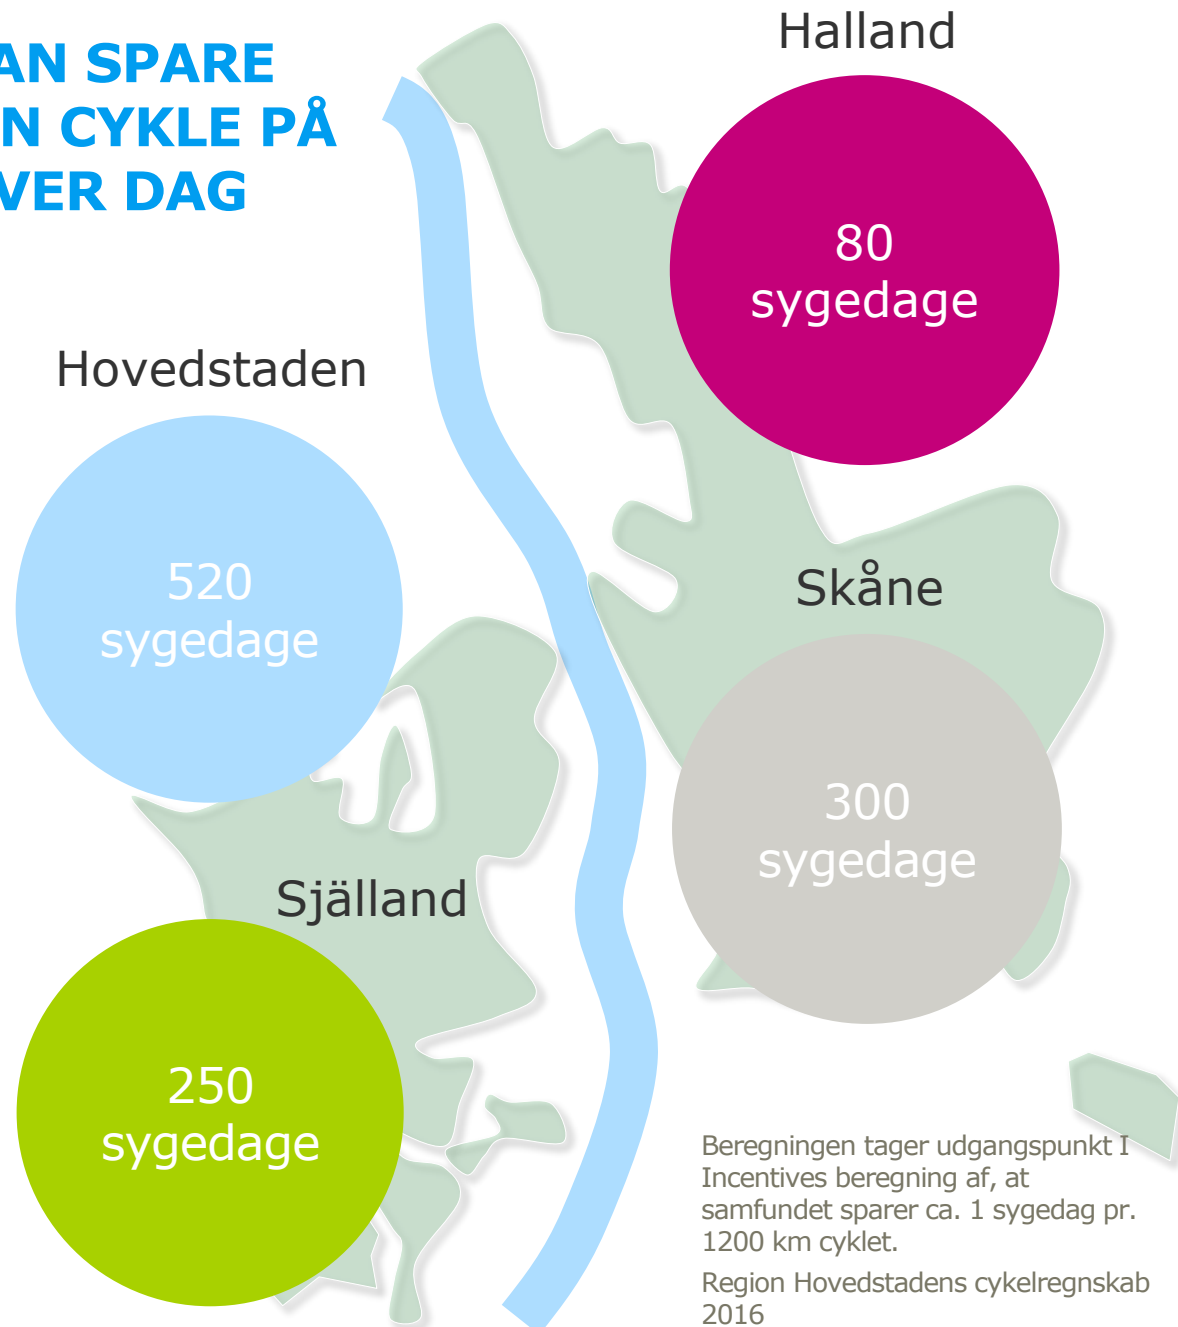 AN SPARE
N CYKLE PÅ
VER DAG
Halland
80
sygedage
Hovedstaden
520
sygedage
Skåne
300
sygedage
Själland
250
sygedage
Beregningen tager udgangspunkt I
Incentives beregning af, at
samfundet sparer ca. 1 sygedag pr.
1200 km cyklet.
Region Hovedstadens cykelregnskab
2016